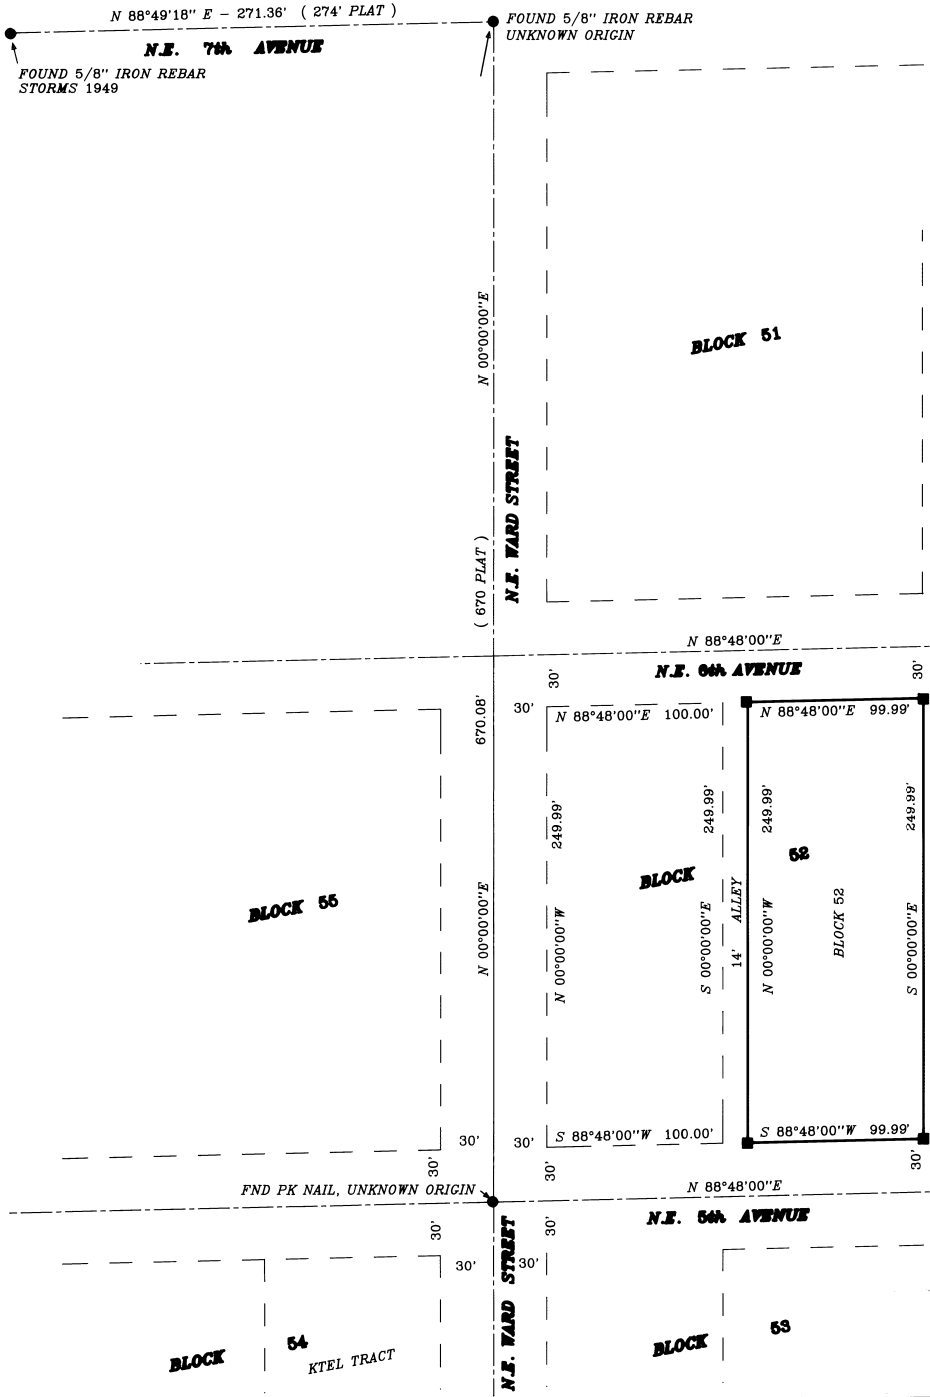 N 88°49'18" E - 271.36' ( 274' PLAT )
FOUND 5/8" IRON REBAR
UNKNOWN ORIGIN
N.E. 7th AVENUE
FOUND 5/8" IRON REBAR
STORMS 1949
N 00°00'00"E
BLOCK 51
N.E. WARD STREET
( 670 PLAT )
N 88°48'00"E
N.E. 6th AVENUE
30'
30'
670.08'
30'
N 88°48'00"E 100.00'
N 88°48'00"E 99.99'
249.99'
249.99'
249.99'
249.99'
BLOCK 52
BLOCK 55
N 00°00'00"E
N 00°00'00"W
S 00°00'00"E
14' ALLEY
N 00°00'00"W
BLOCK 52
S 00°00'00"E
30'
30'
S 88°48'00"W 100.00'
S 88°48'00"W 99.99'
30'
30'
30'
FND PK NAIL, UNKNOWN ORIGIN
N 88°48'00"E
N.E. 5th AVENUE
30'
30'
30'
30'
N.E. WARD STREET
BLOCK 54
KTEL TRACT
BLOCK 53